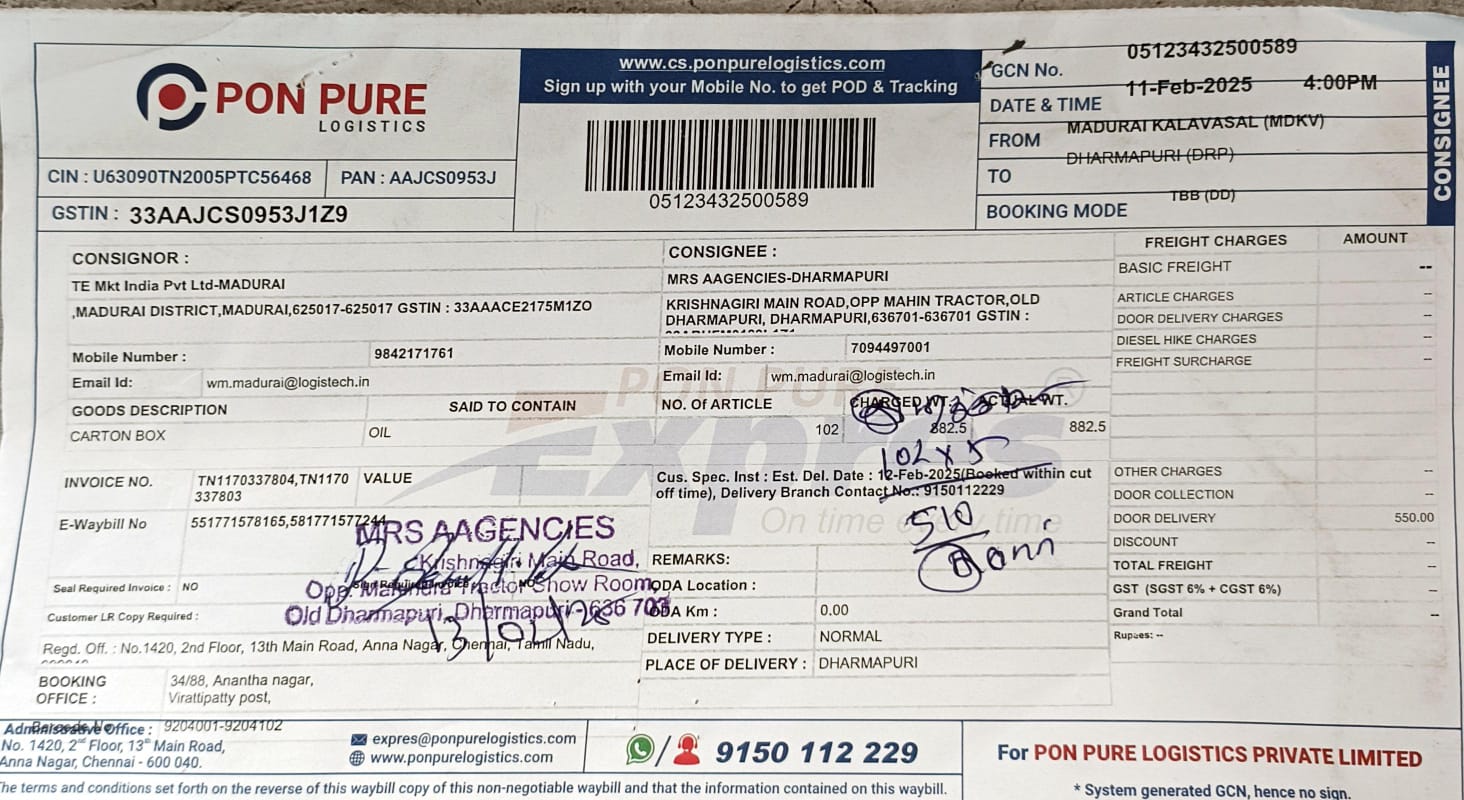 PON PURE
LOGISTICS
CIN : U63090TN2005PTC56468
PAN : AAJCS0953J
GSTIN : 33AAJCS0953J1Z9
www.cs.ponpurelogistics.com
Sign up with your Mobile No. to get POD & Tracking
05123432500589
GCN No. 05123432500589
DATE & TIME 11-Feb-2025 4:00PM
FROM MADURAI KALAVASAL (MDKV)
TO DHARMAPURI (DRP)
BOOKING MODE TBB (DD)
CONSIGNEE
CONSIGNOR :
TE Mkt India Pvt Ltd-MADURAI
,MADURAI DISTRICT,MADURAI,625017-625017 GSTIN : 33AAACE2175M1ZO
Mobile Number : 9842171761
Email Id: wm.madurai@logistech.in
CONSIGNEE :
MRS AAGENCIES-DHARMAPURI
KRISHNAGIRI MAIN ROAD,OPP MAHIN TRACTOR,OLD
DHARMAPURI, DHARMAPURI,636701-636701 GSTIN :
Mobile Number : 7094497001
Email Id: wm.madurai@logistech.in
GOODS DESCRIPTION SAID TO CONTAIN NO. Of ARTICLE CHARGED WT. ACTUAL WT.
CARTON BOX OIL 102 882.5 882.5
PON PURE
Expres
On time every time
102 x 5
510
INVOICE NO. TN1170337804,TN1170
337803
VALUE
E-Waybill No 551771578165,581771577244
Cus. Spec. Inst : Est. Del. Date : 12-Feb-2025(Booked within cut
off time), Delivery Branch Contact No.: 9150112229
MRS AAGENCIES
Krishnagiri Main Road,
Opp. Mahindra Tractor Show Room
Old Dharmapuri, Dharmapuri - 636 703
Seal Required Invoice : NO
Customer LR Copy Required :
REMARKS:
ODA Location :
ODA Km : 0.00
DELIVERY TYPE : NORMAL
PLACE OF DELIVERY : DHARMAPURI
Regd. Off. : No.1420, 2nd Floor, 13th Main Road, Anna Nagar, Chennai, Tamil Nadu,
BOOKING
OFFICE :
34/88, Anantha nagar,
Virattipatty post,
FREIGHT CHARGES AMOUNT
BASIC FREIGHT --
ARTICLE CHARGES --
DOOR DELIVERY CHARGES --
DIESEL HIKE CHARGES --
FREIGHT SURCHARGE --
OTHER CHARGES --
DOOR COLLECTION --
DOOR DELIVERY 550.00
DISCOUNT --
TOTAL FREIGHT --
GST (SGST 6% + CGST 6%) --
Grand Total --
Rupees: --
Administrative Office : 9204001-9204102
No. 1420, 2nd Floor, 13th Main Road,
Anna Nagar, Chennai - 600 040.
expres@ponpurelogistics.com
www.ponpurelogistics.com
9150 112 229
For PON PURE LOGISTICS PRIVATE LIMITED
* System generated GCN, hence no sign.
The terms and conditions set forth on the reverse of this waybill copy of this non-negotiable waybill and that the information contained on this waybill.